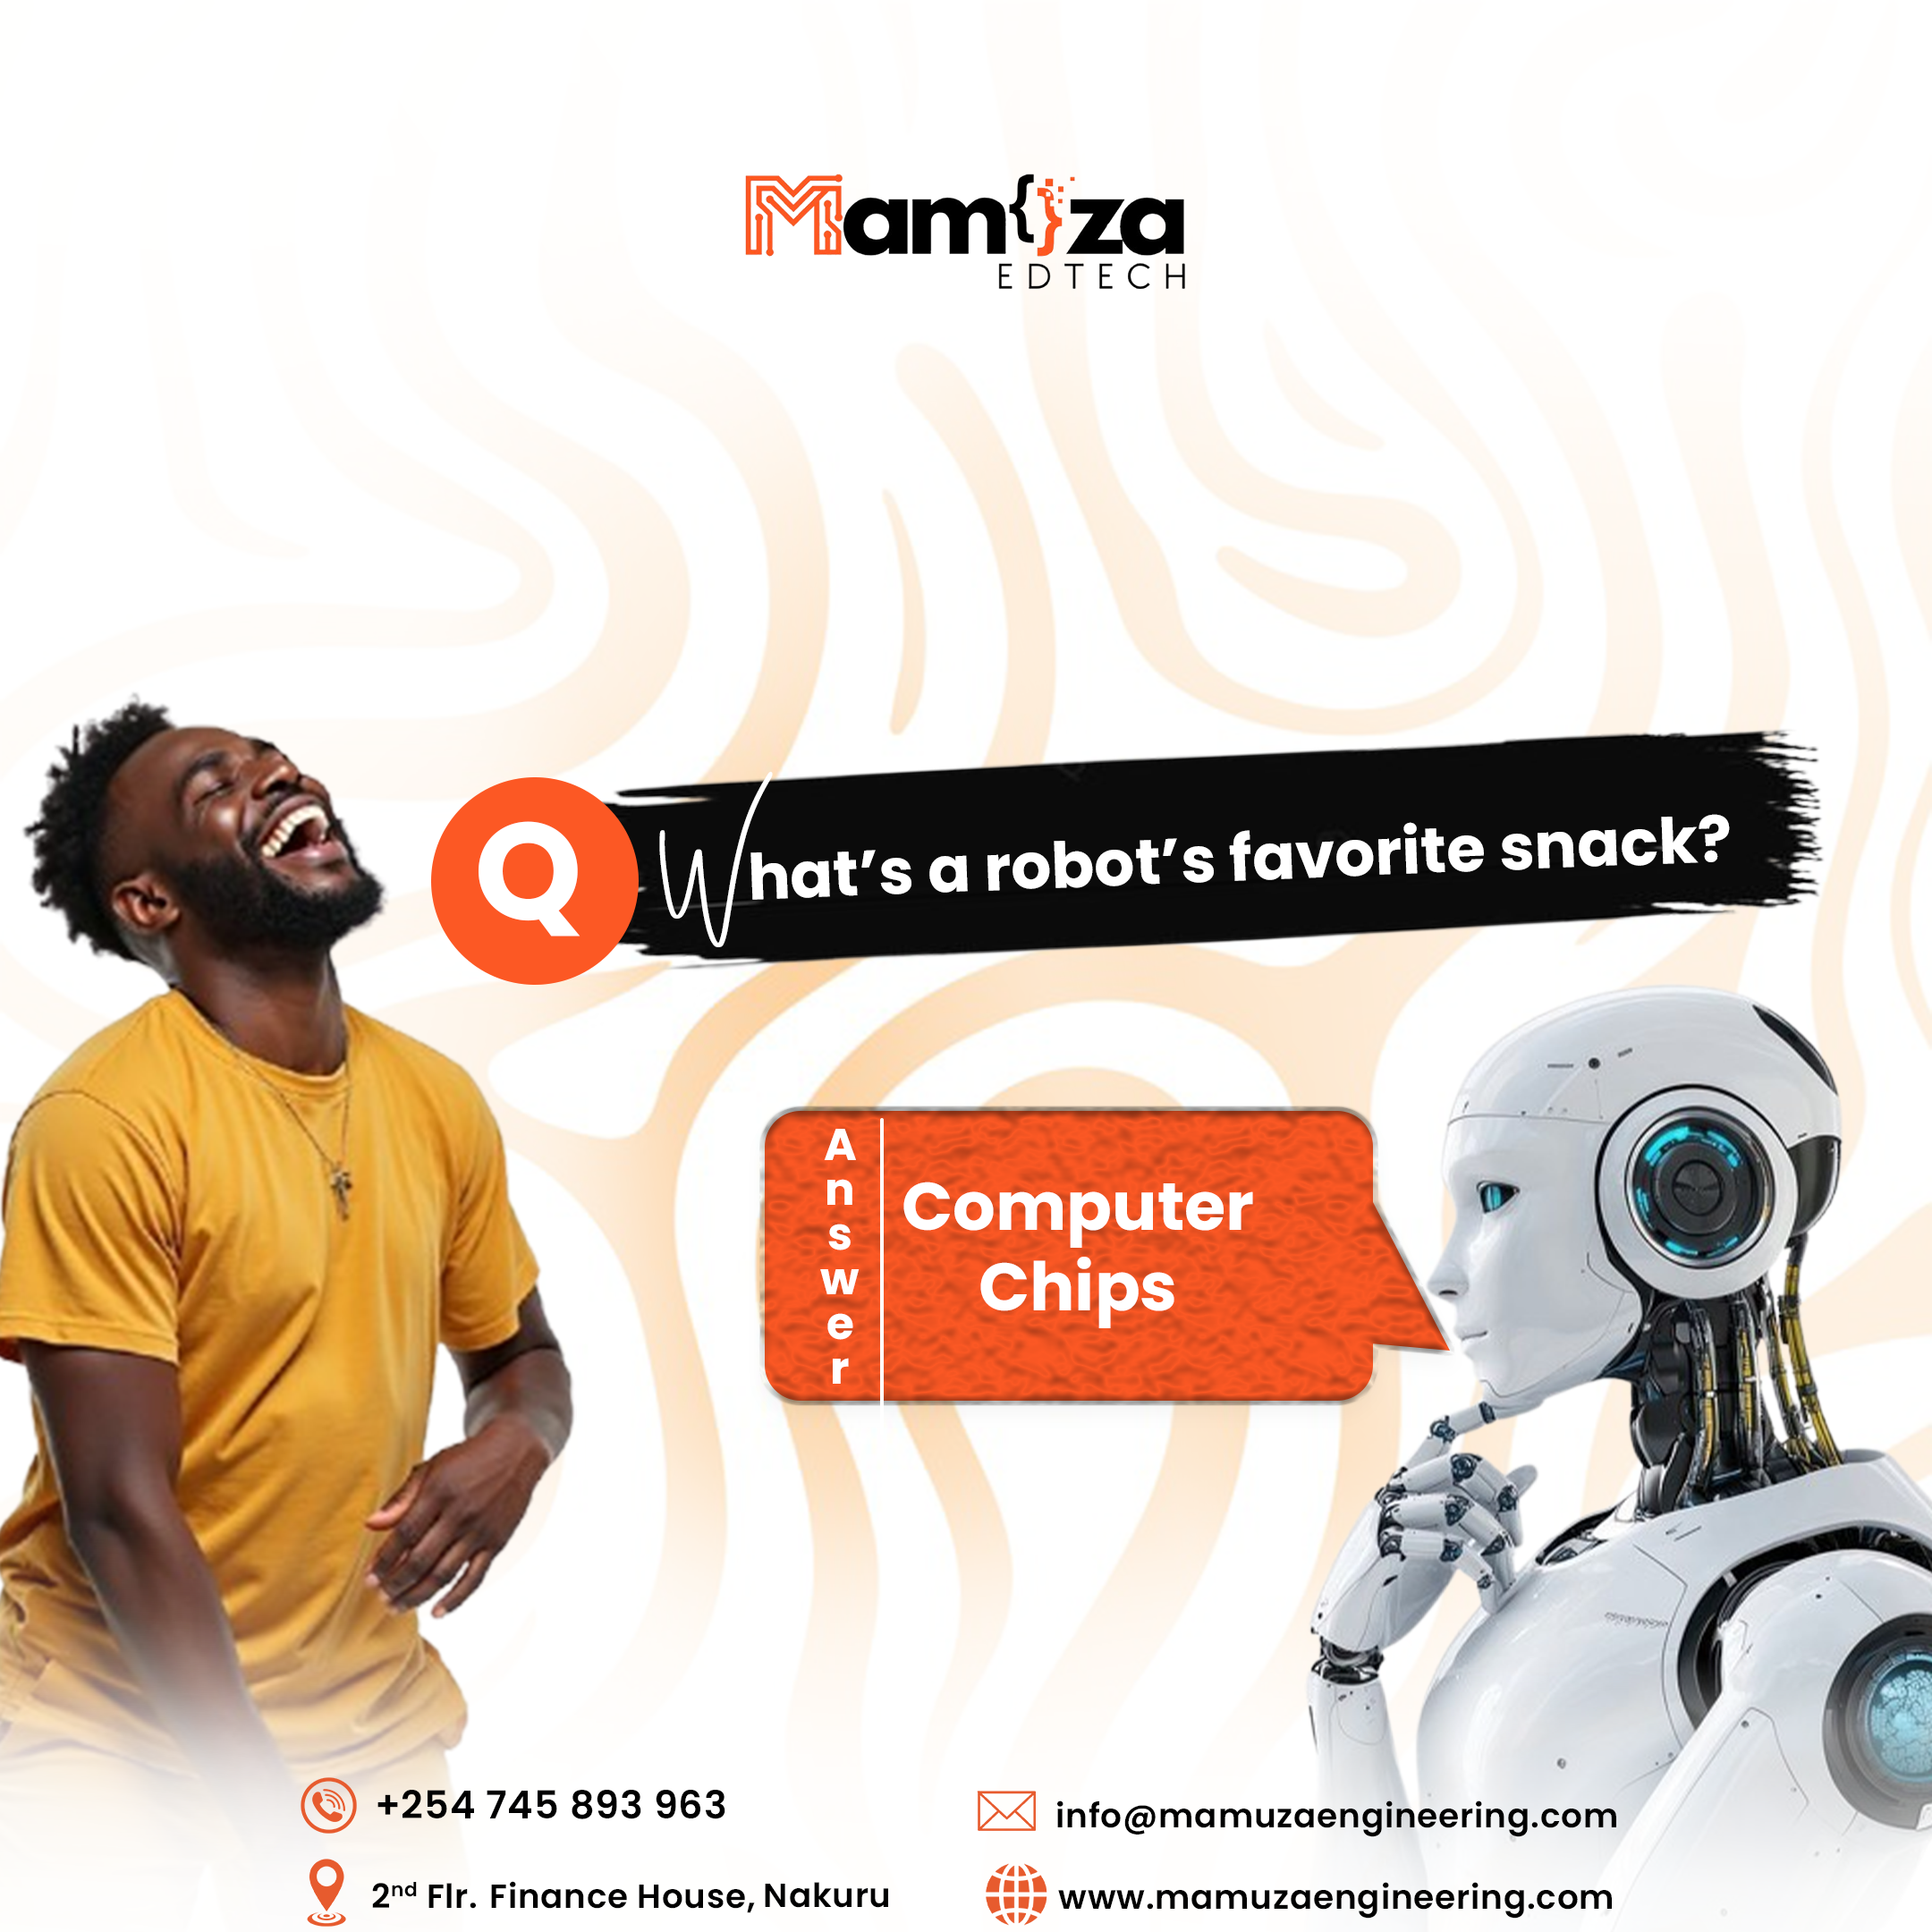 Mam{}za
EDTECH
Q What's a robot's favorite snack?
Answer
Computer
Chips
+254 745 893 963
info@mamuzaengineering.com
2nd Flr. Finance House, Nakuru
www.mamuzaengineering.com